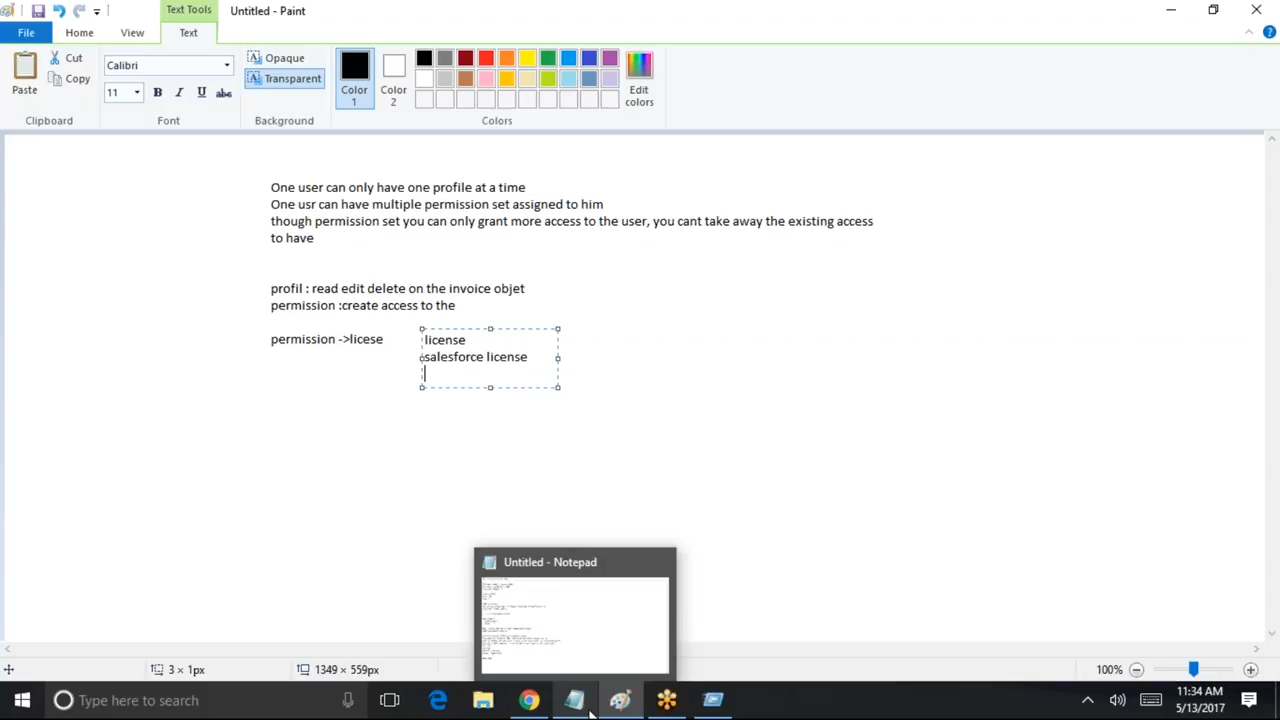 Text Tools
Untitled - Paint
File
Home
View
Text
Paste
Cut
Copy
Clipboard
Calibri
11
B I U abc
Font
Opaque
Transparent
Background
Color 1
Color 2
Edit colors
Colors
One user can only have one profile at a time
One usr can have multiple permission set assigned to him
though permission set you can only grant more access to the user, you cant take away the existing access
to have
profil : read edit delete on the invoice objet
permission :create access to the
permission ->licese
license
salesforce license
Untitled - Notepad
3 × 1px
1349 × 559px
100%
Type here to search
11:34 AM
5/13/2017